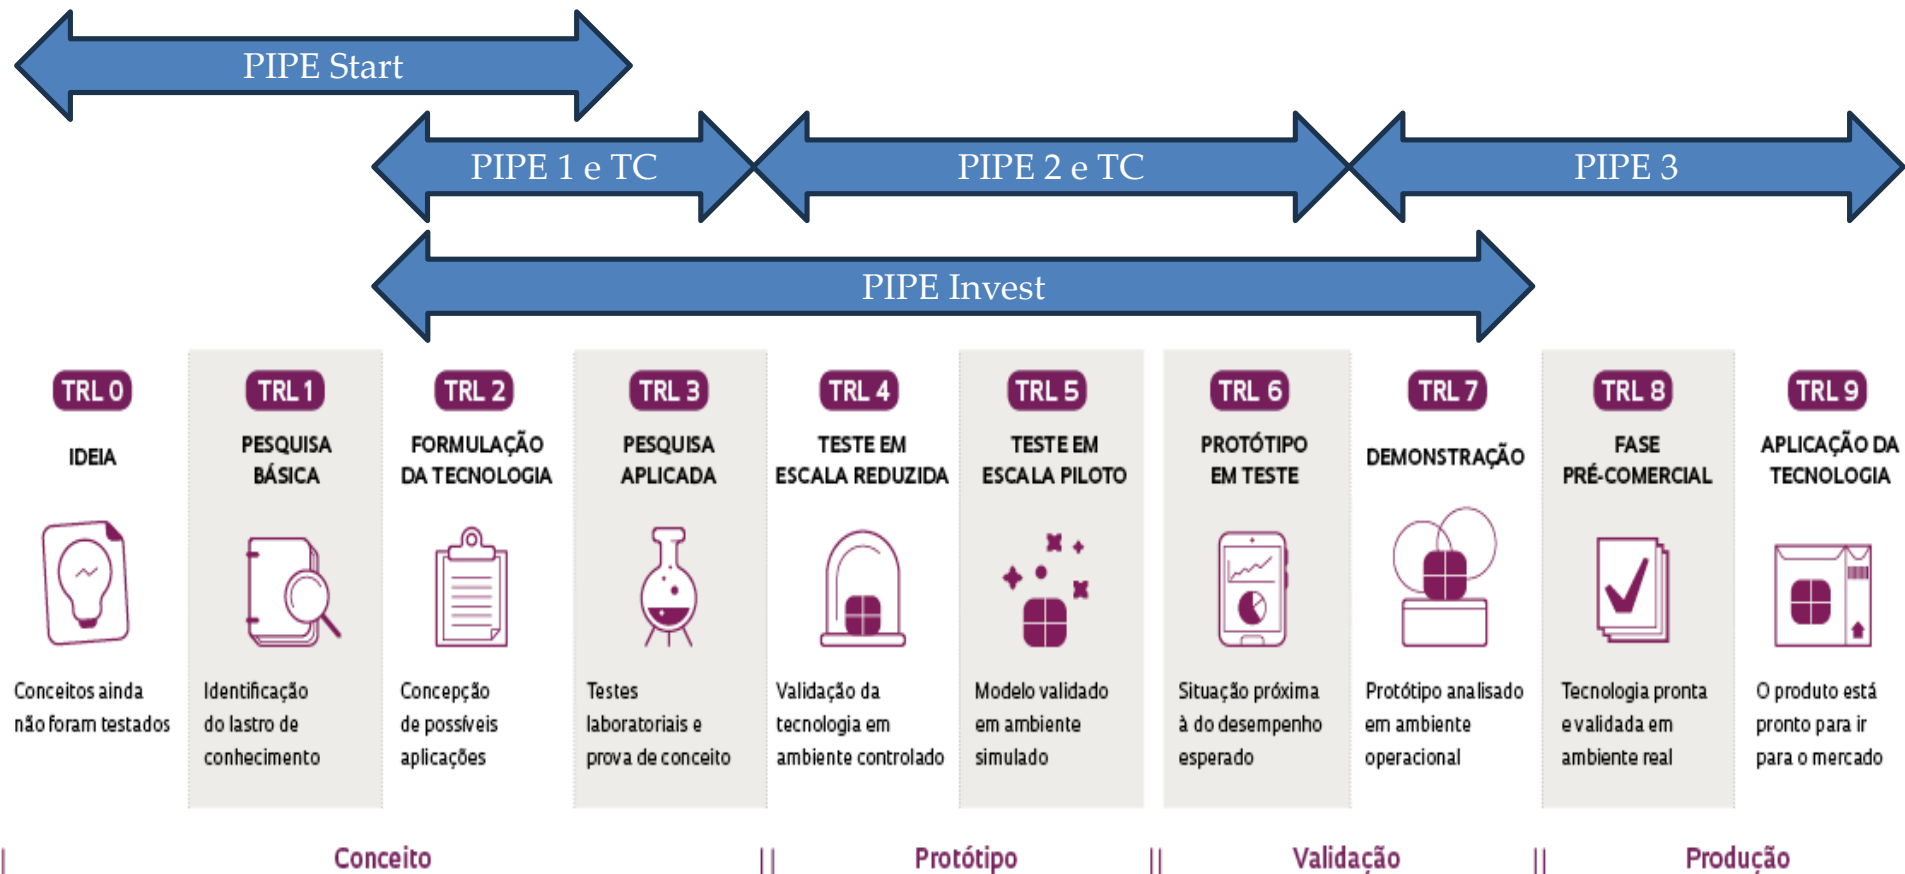 PIPE Start
PIPE 1 e TC
PIPE 2 e TC
PIPE 3
PIPE Invest
TRL 0
IDEIA
Conceitos ainda
não foram testados
TRL 1
PESQUISA
BÁSICA
Identificação
do lastro de
conhecimento
TRL 2
FORMULAÇÃO
DA TECNOLOGIA
Concepção
de possíveis
aplicações
TRL 3
PESQUISA
APLICADA
Testes
laboratoriais e
prova de conceito
TRL 4
TESTE EM
ESCALA REDUZIDA
Validação da
tecnologia em
ambiente controlado
TRL 5
TESTE EM
ESCALA PILOTO
Modelo validado
em ambiente
simulado
TRL 6
PROTÓTIPO
EM TESTE
Situação próxima
à do desempenho
esperado
TRL 7
DEMONSTRAÇÃO
Protótipo analisado
em ambiente
operacional
TRL 8
FASE
PRÉ-COMERCIAL
Tecnologia pronta
e validada em
ambiente real
TRL 9
APLICAÇÃO DA
TECNOLOGIA
O produto está
pronto para ir
para o mercado
Conceito
Protótipo
Validação
Produção